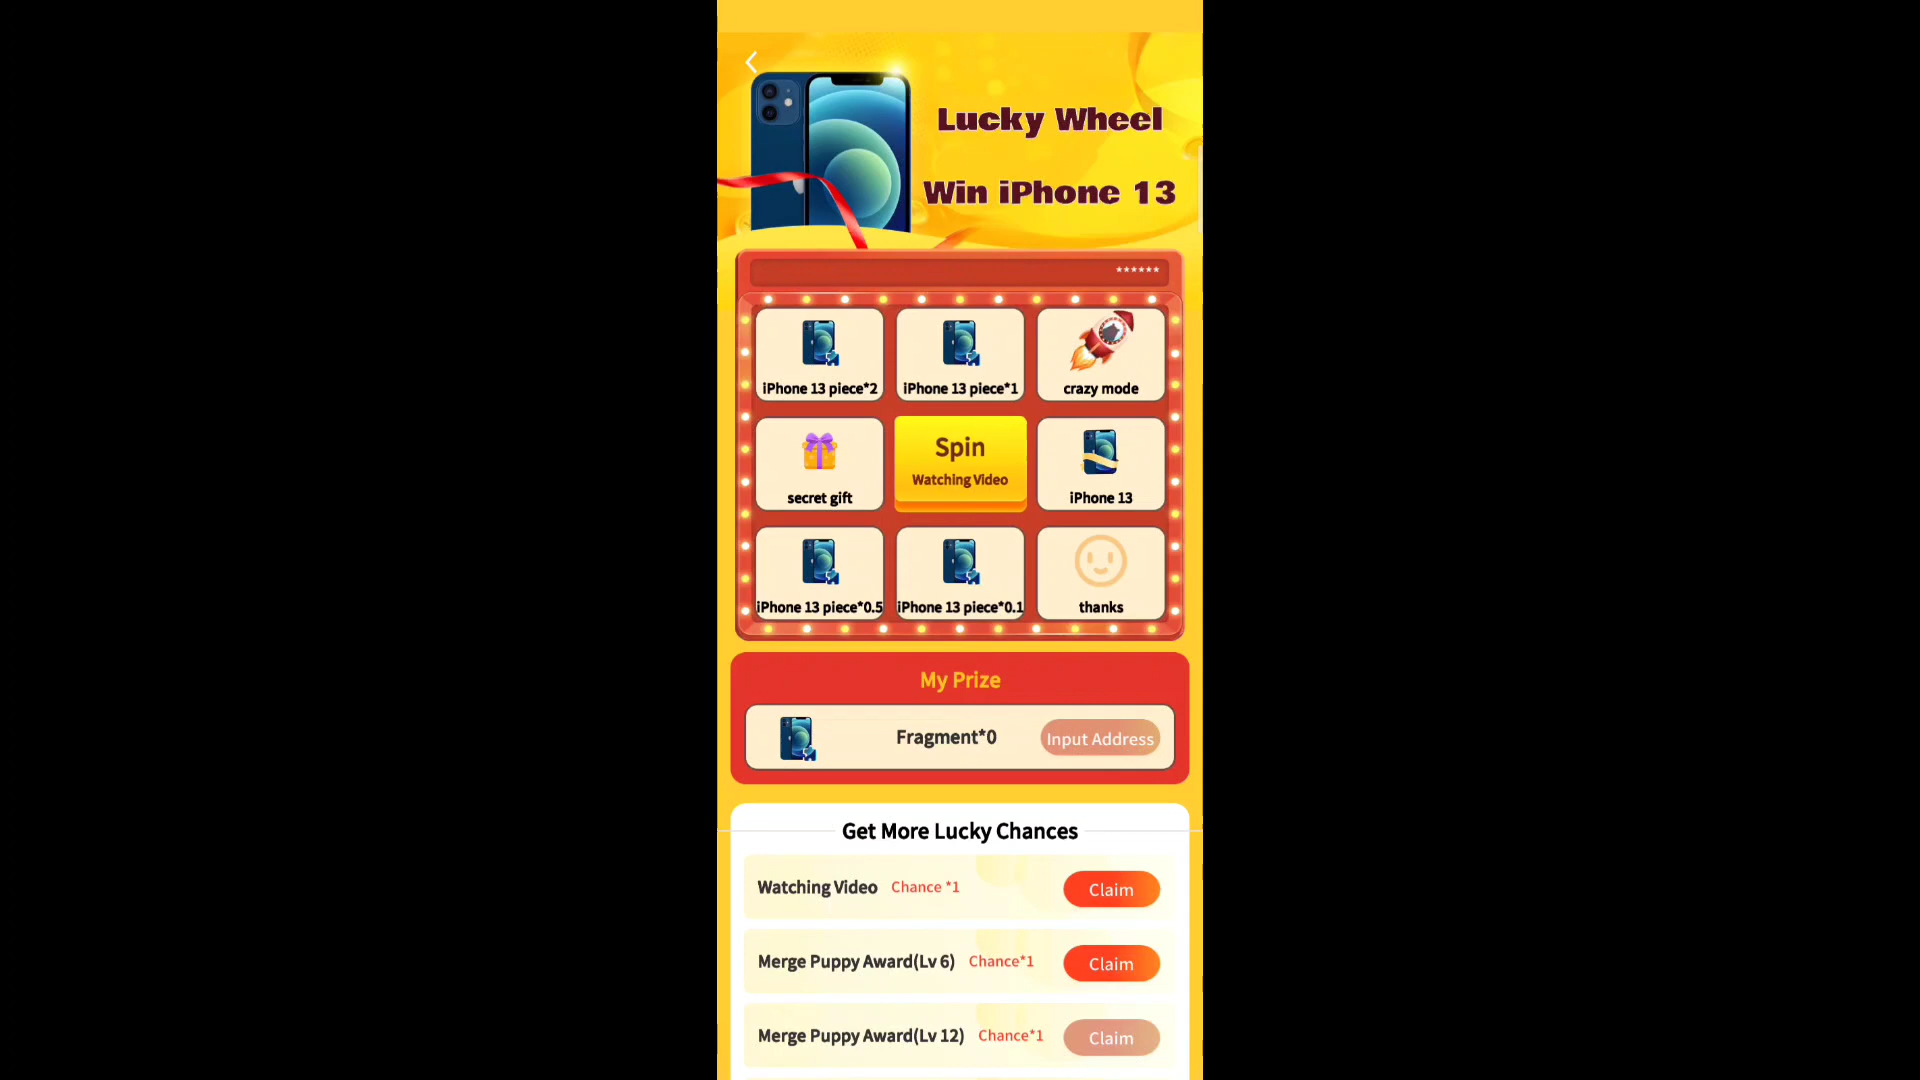 Lucky Wheel
Win iPhone 13
******
iPhone 13 piece*2
iPhone 13 piece*1
crazy mode
secret gift
Spin
Watching Video
iPhone 13
iPhone 13 piece*0.5
iPhone 13 piece*0.1
thanks
My Prize
Fragment*0
Input Address
Get More Lucky Chances
Watching Video Chance *1 Claim
Merge Puppy Award(Lv 6) Chance*1 Claim
Merge Puppy Award(Lv 12) Chance*1 Claim